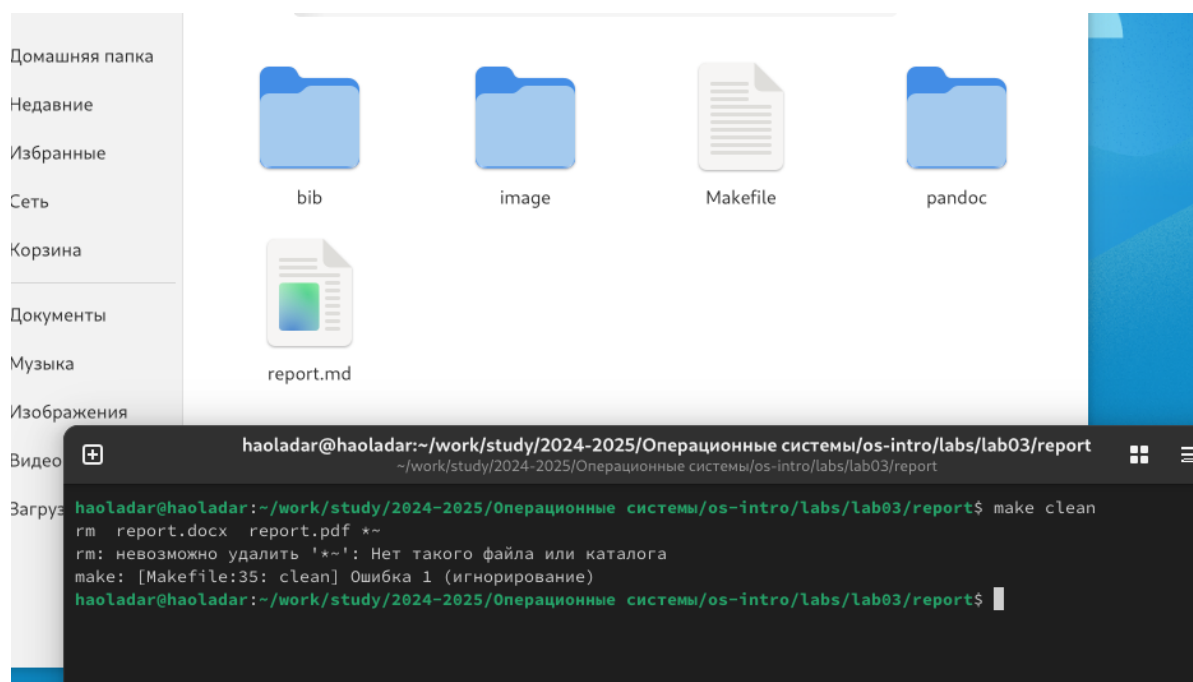 Домашняя папка
Недавние
Избранные
Сеть
Корзина
Документы
Музыка
Изображения
Видео
Загруз
bib
image
Makefile
pandoc
report.md
haoladar@haoladar:~/work/study/2024-2025/Операционные системы/os-intro/labs/lab03/report
~/work/study/2024-2025/Операционные системы/os-intro/labs/lab03/report
haoladar@haoladar:~/work/study/2024-2025/Операционные системы/os-intro/labs/lab03/report$ make clean
rm  report.docx  report.pdf *~
rm: невозможно удалить '*~': Нет такого файла или каталога
make: [Makefile:35: clean] Ошибка 1 (игнорирование)
haoladar@haoladar:~/work/study/2024-2025/Операционные системы/os-intro/labs/lab03/report$